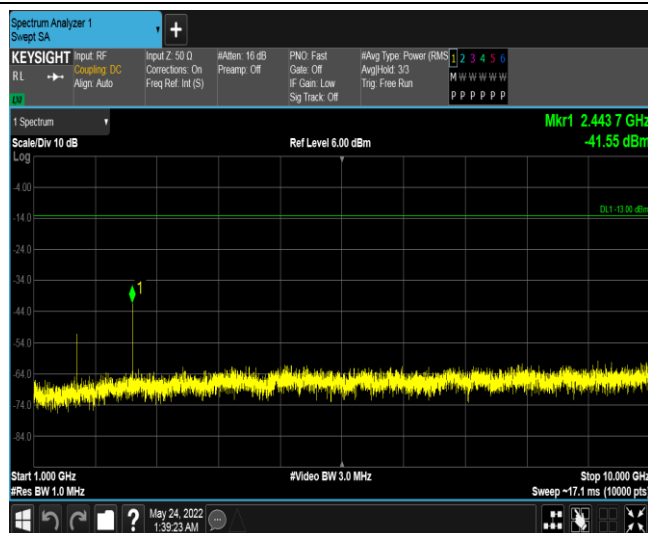 Spectrum Analyzer 1
Swept SA
+
KEYSIGHT
RL
Input: RF
Coupling: DC
Align: Auto
Input Z: 50 Ω
Corrections: On
Freq Ref: Int (S)
#Atten: 16 dB
Preamp: Off
PNO: Fast
Gate: Off
IF Gain: Low
Sig Track: Off
#Avg Type: Power (RMS
Avg|Hold: 3/3
Trig: Free Run
1 2 3 4 5 6
M W W W W W
P P P P P P
1 Spectrum
Mkr1 2.443 7 GHz
-41.55 dBm
Scale/Div 10 dB
Ref Level 6.00 dBm
Log
-4.00
DL1 -13.00 dBm
-14.0
-24.0
-34.0
1
-44.0
-54.0
-64.0
-74.0
-84.0
Start 1.000 GHz
#Video BW 3.0 MHz
Stop 10.000 GHz
#Res BW 1.0 MHz
Sweep ~17.1 ms (10000 pts)
?
May 24, 2022
1:39:23 AM